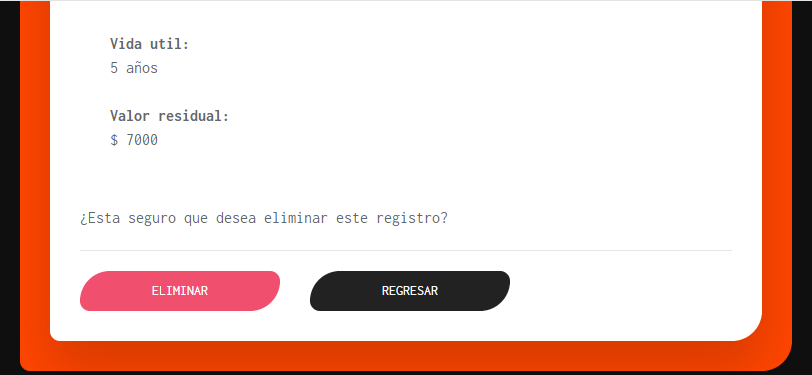 Vida util:
5 años
Valor residual:
$ 7000
¿Esta seguro que desea eliminar este registro?
ELIMINAR
REGRESAR